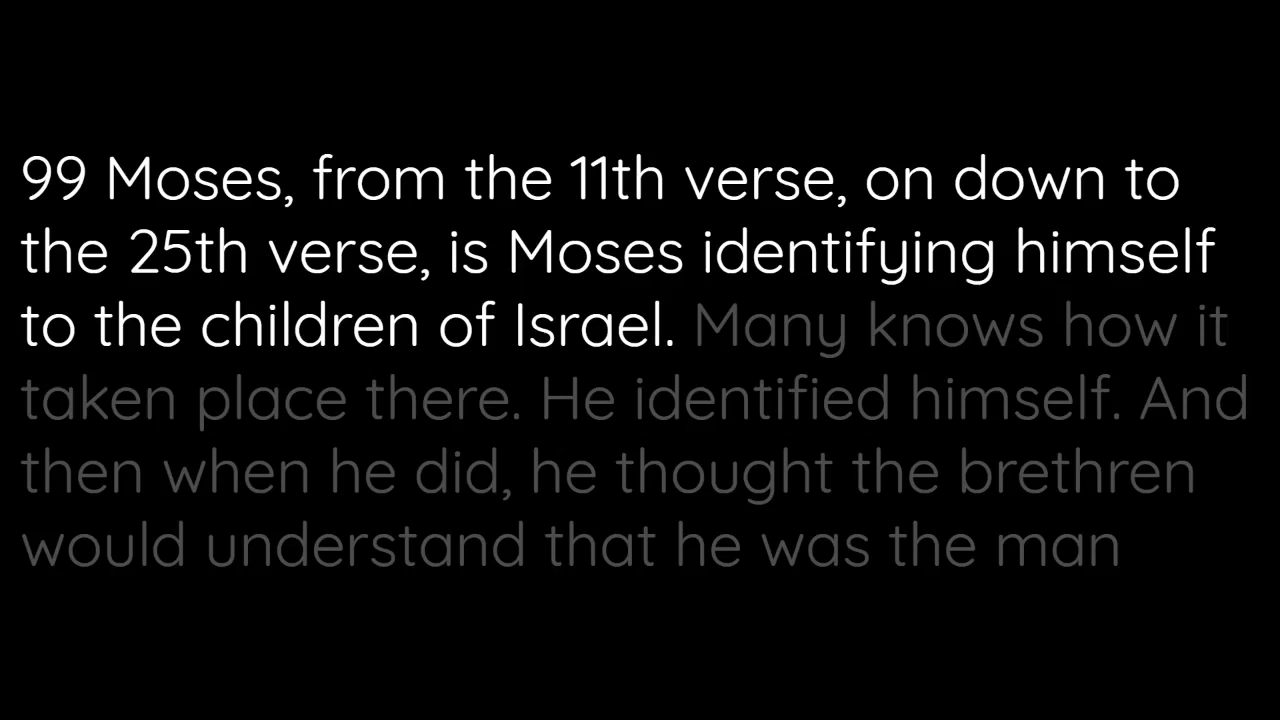 99 Moses, from the 11th verse, on down to
the 25th verse, is Moses identifying himself
to the children of Israel. Many knows how it
taken place there. He identified himself. And
then when he did, he thought the brethren
would understand that he was the man